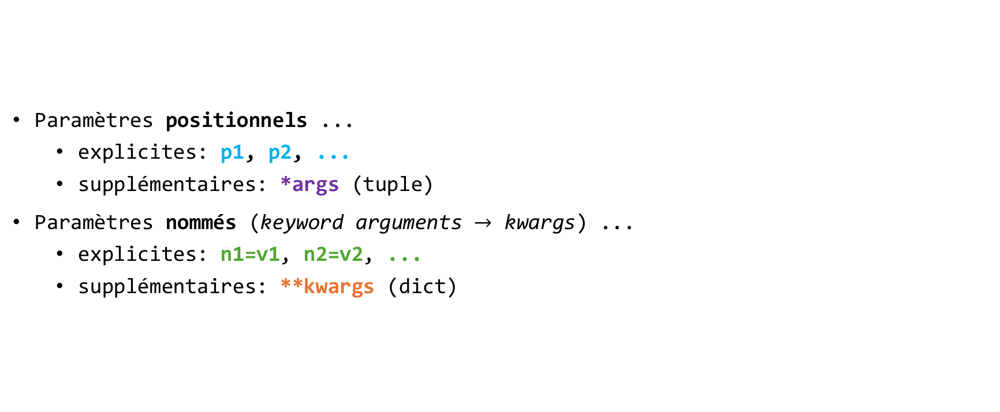 • Paramètres positionnels ...
• explicites: p1, p2, ...
• supplémentaires: *args (tuple)
• Paramètres nommés (keyword arguments → kwargs) ...
• explicites: n1=v1, n2=v2, ...
• supplémentaires: **kwargs (dict)